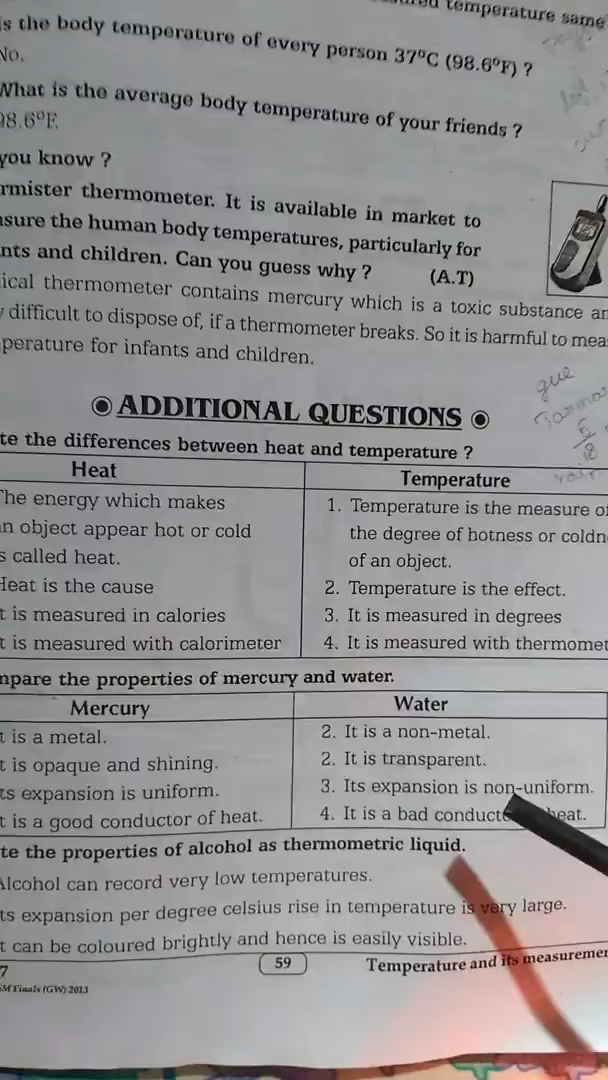 temperature same
s the body temperature of every person 37°C (98.6°F) ?
No.
What is the average body temperature of your friends ?
98.6°F.
you know ?
rmister thermometer. It is available in market to
asure the human body temperatures, particularly for
nts and children. Can you guess why ? (A.T)
ical thermometer contains mercury which is a toxic substance an
y difficult to dispose of, if a thermometer breaks. So it is harmful to mea
perature for infants and children.
ADDITIONAL QUESTIONS
te the differences between heat and temperature ?
Heat
The energy which makes
an object appear hot or cold
s called heat.
Heat is the cause
t is measured in calories
t is measured with calorimeter
Temperature
1. Temperature is the measure of
the degree of hotness or coldn
of an object.
2. Temperature is the effect.
3. It is measured in degrees
4. It is measured with thermomet
mpare the properties of mercury and water.
Mercury
t is a metal.
t is opaque and shining.
ts expansion is uniform.
t is a good conductor of heat.
Water
2. It is a non-metal.
2. It is transparent.
3. Its expansion is non-uniform.
4. It is a bad conducto heat.
te the properties of alcohol as thermometric liquid.
Alcohol can record very low temperatures.
ts expansion per degree celsius rise in temperature is very large.
t can be coloured brightly and hence is easily visible.
7
59
Temperature and its measuremen
M Finals (GW) 2013